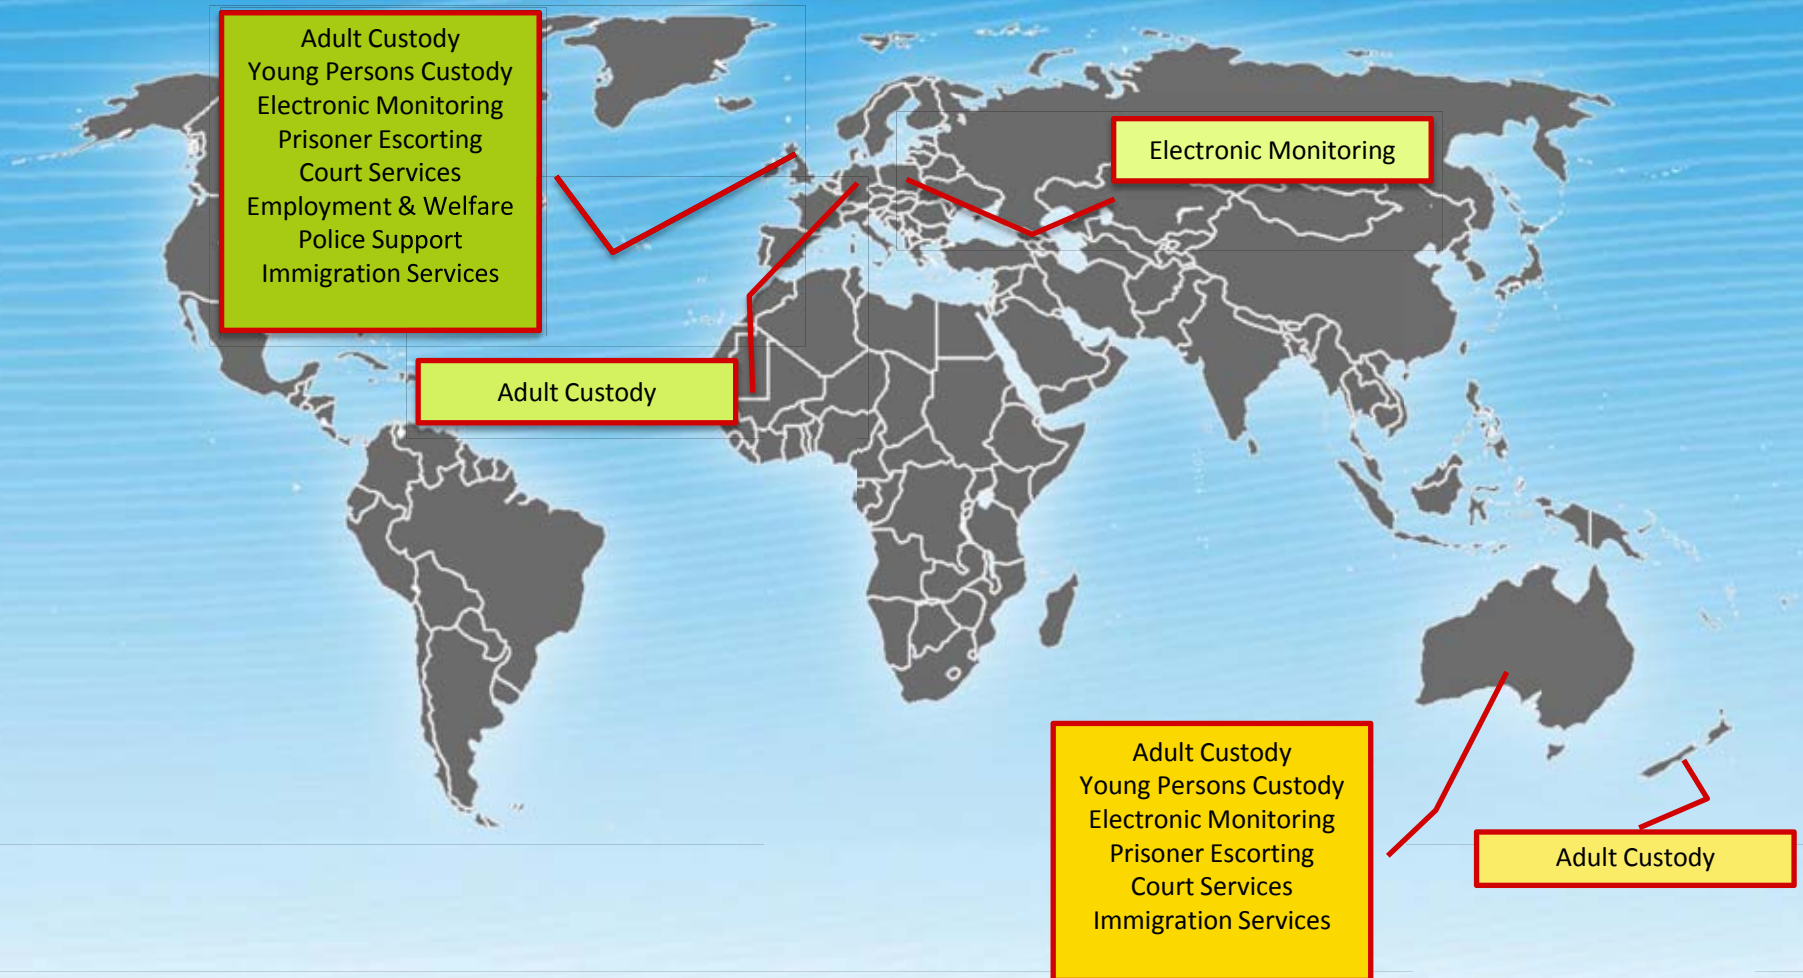 Adult Custody
Young Persons Custody
Electronic Monitoring
Prisoner Escorting
Court Services
Employment & Welfare
Police Support
Immigration Services
Electronic Monitoring
Adult Custody
Adult Custody
Young Persons Custody
Electronic Monitoring
Prisoner Escorting
Court Services
Immigration Services
Adult Custody